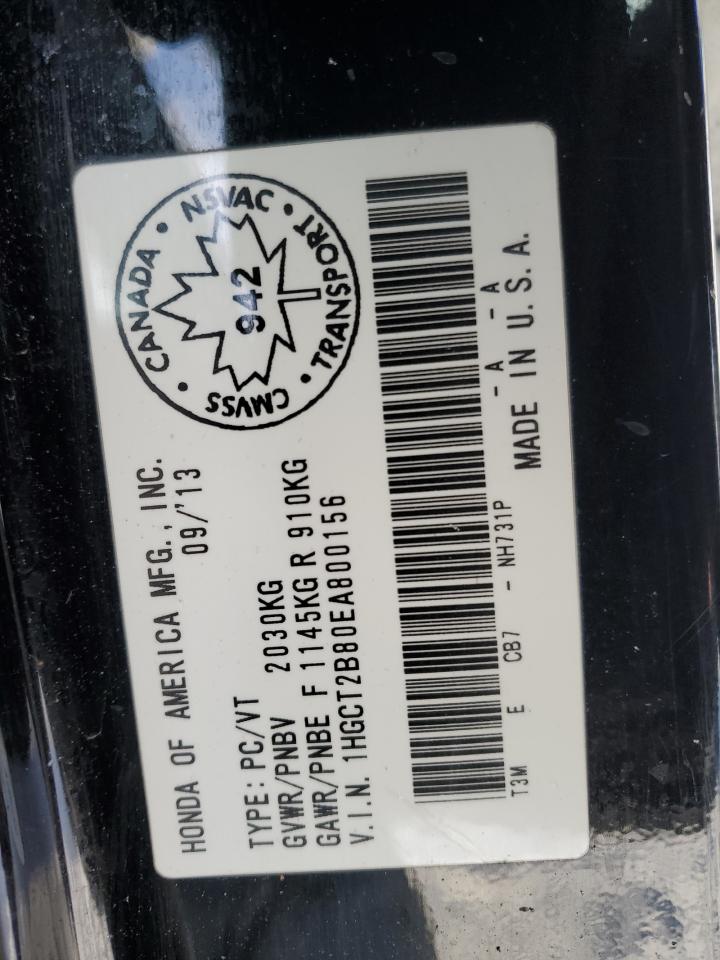 HONDA OF AMERICA MFG., INC.
09/'13
TYPE: PC/VT
GVWR/PNBV 2030KG
GAWR/PNBE F 1145KG R 910KG
V.I.N. 1HGCT2B80EA800156
CANADA • NSVAC • TRANSPORT • CMVSS •
942
T3M E CB7 - NH731P - A - A
MADE IN U.S.A.